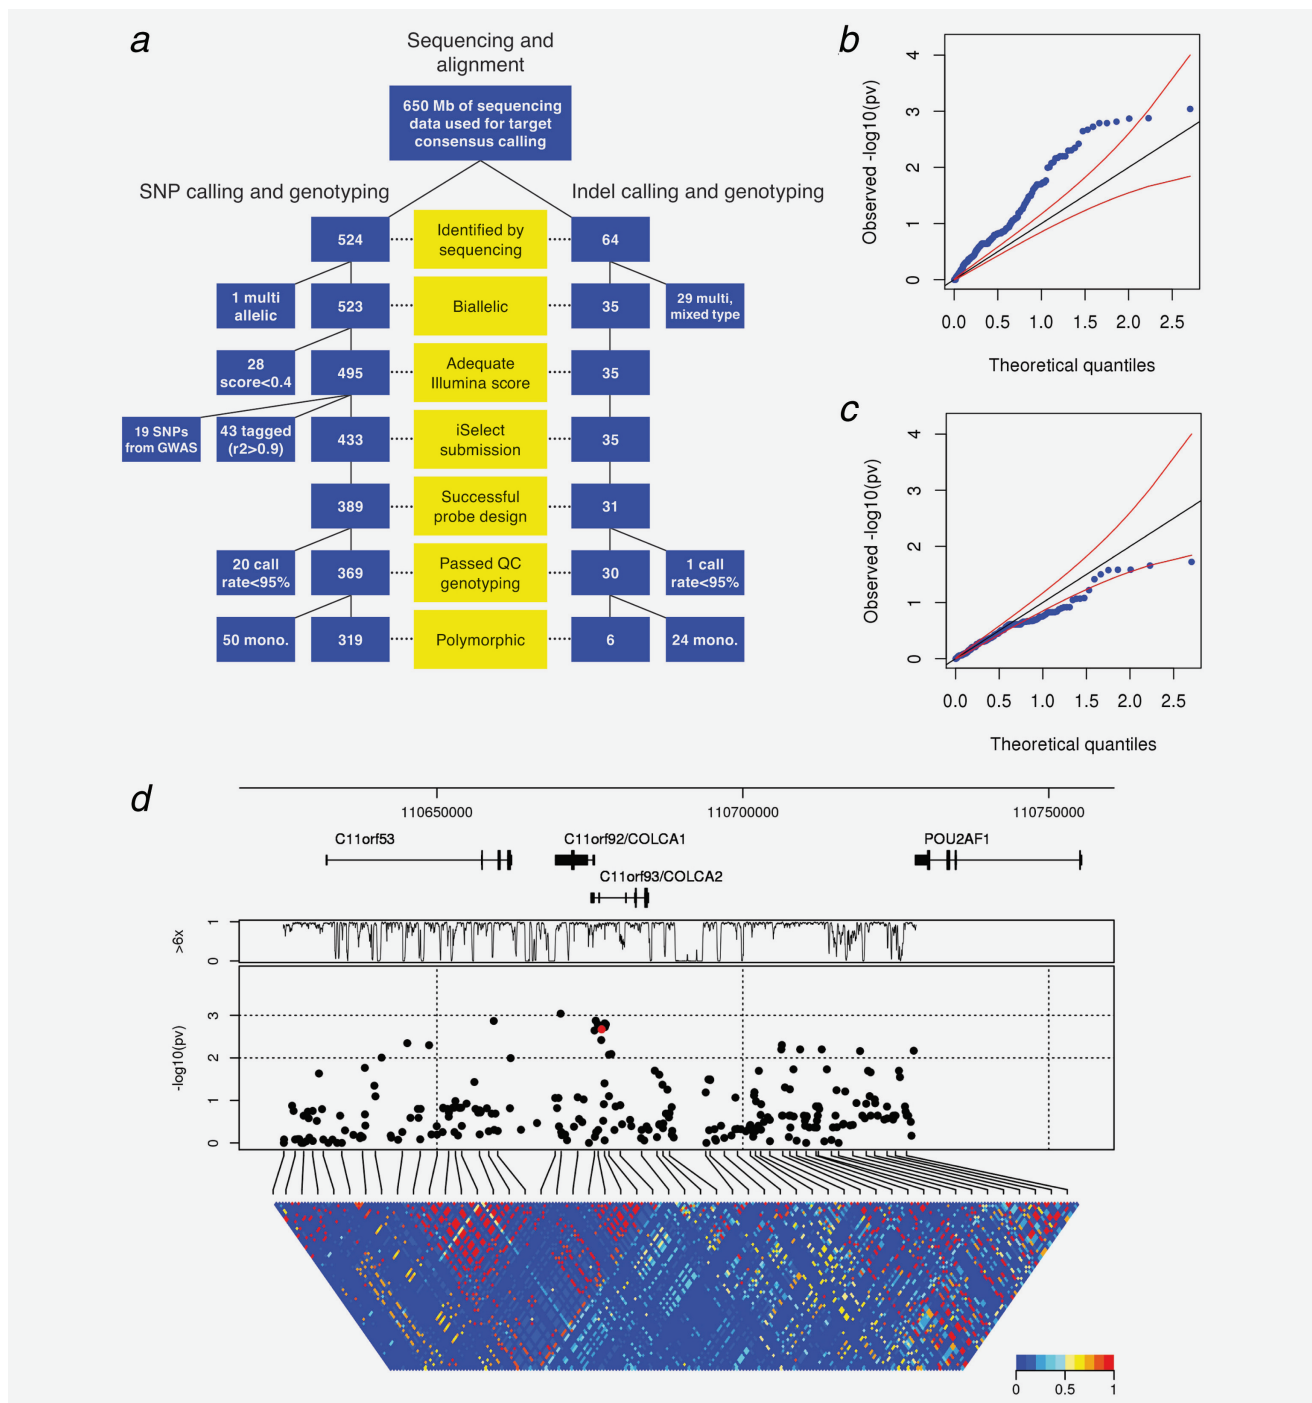 a
Sequencing and
alignment
650 Mb of sequencing
data used for target
consensus calling
SNP calling and genotyping
Indel calling and genotyping
524
Identified by
sequencing
64
1 multi
allelic
523
Biallelic
35
29 multi,
mixed type
28
score<0.4
495
Adequate
Illumina score
35
19 SNPs
from GWAS
43 tagged
(r2>0.9)
433
iSelect
submission
35
389
Successful
probe design
31
20 call
rate<95%
369
Passed QC
genotyping
30
1 call
rate<95%
50 mono.
319
Polymorphic
6
24 mono.
b
Observed -log10(pv)
4
3
2
1
0
0.0 0.5 1.0 1.5 2.0 2.5
Theoretical quantiles
c
Observed -log10(pv)
4
3
2
1
0
0.0 0.5 1.0 1.5 2.0 2.5
Theoretical quantiles
d
110650000 110700000 110750000
C11orf53 C11orf92/COLCA1 POU2AF1
C11orf93/COLCA2
>6x
1
0
-log10(pv)
3
2
1
0
0 0.5 1